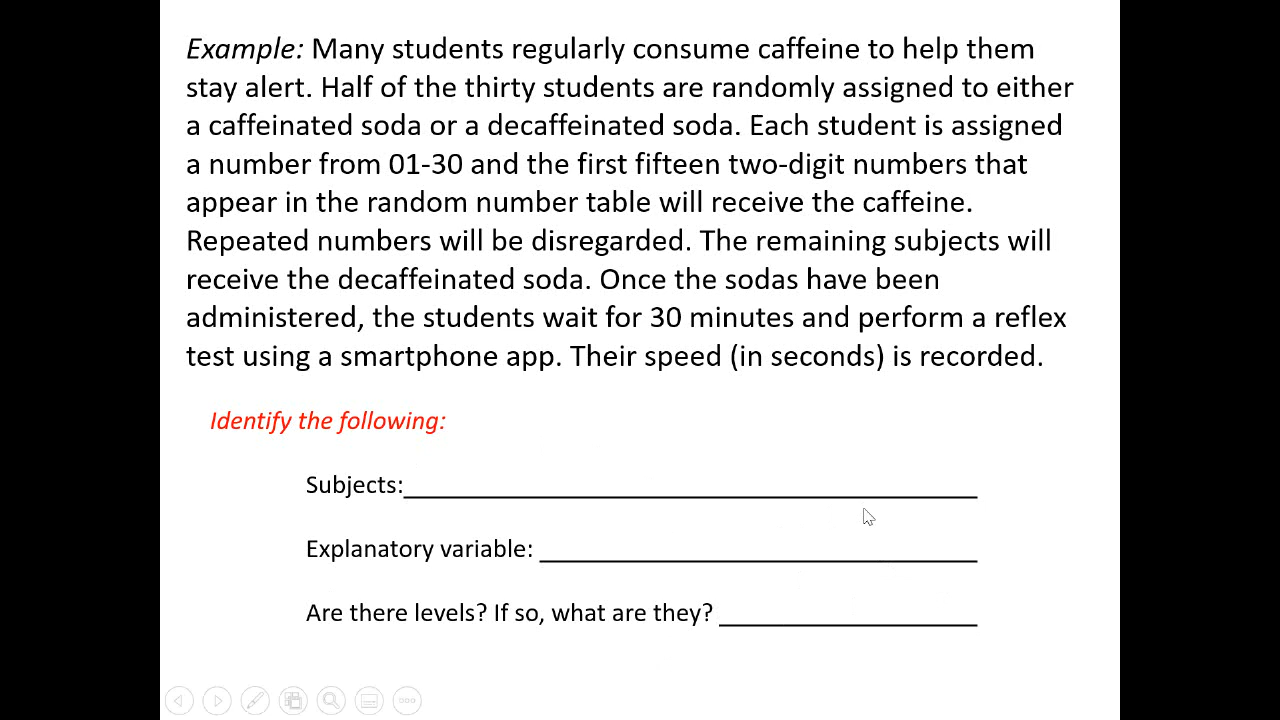 Example: Many students regularly consume caffeine to help them
stay alert. Half of the thirty students are randomly assigned to either
a caffeinated soda or a decaffeinated soda. Each student is assigned
a number from 01-30 and the first fifteen two-digit numbers that
appear in the random number table will receive the caffeine.
Repeated numbers will be disregarded. The remaining subjects will
receive the decaffeinated soda. Once the sodas have been
administered, the students wait for 30 minutes and perform a reflex
test using a smartphone app. Their speed (in seconds) is recorded.
Identify the following:
Subjects:
Explanatory variable:
Are there levels? If so, what are they?